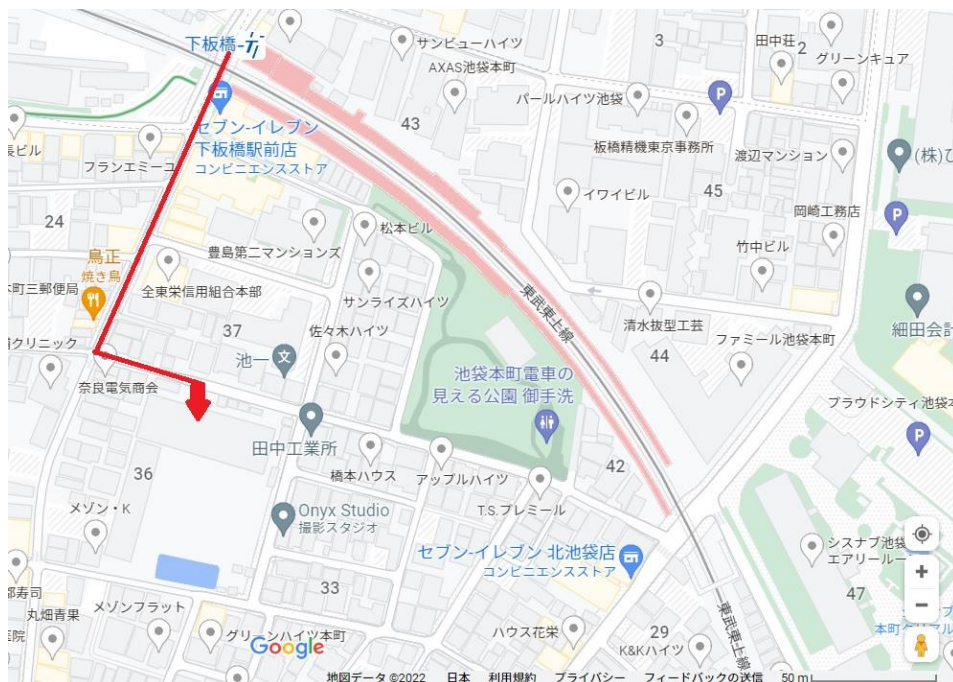 下板橋
サンビューハイツ
AXAS池袋本町
3
田中荘
2
グリーンキュア
パールハイツ池袋
セブン-イレブン
下板橋駅前店
コンビニエンスストア
43
板橋精機東京事務所
渡辺マンション
(株)ひ
長ビル
フランエミーユ
イワイビル
45
岡崎工務店
24
松本ビル
豊島第二マンションズ
竹中ビル
鳥正
焼き鳥
本町三郵便局
全東栄信用組合本部
サンライズハイツ
東武東上線
清水抜型工芸
細田会計
37
佐々木ハイツ
44
ファミール池袋本町
クリニック
奈良電気商会
池一
池袋本町電車の
見える公園 御手洗
プラウドシティ池袋本
田中工業所
36
橋本ハウス
アップルハイツ
42
メゾン・K
Onyx Studio
撮影スタジオ
T.S.プレミール
セブン-イレブン 北池袋店
コンビニエンスストア
システブ池袋
エアリールー
33
47
部寿司
丸畑青果
メゾンフラット
グリーンハイツ本町
ハウス花栄
29
東武東上線
医院
K&Kハイツ
Google
地図データ ©2022 日本 利用規約 プライバシー フィードバックの送信 50 m